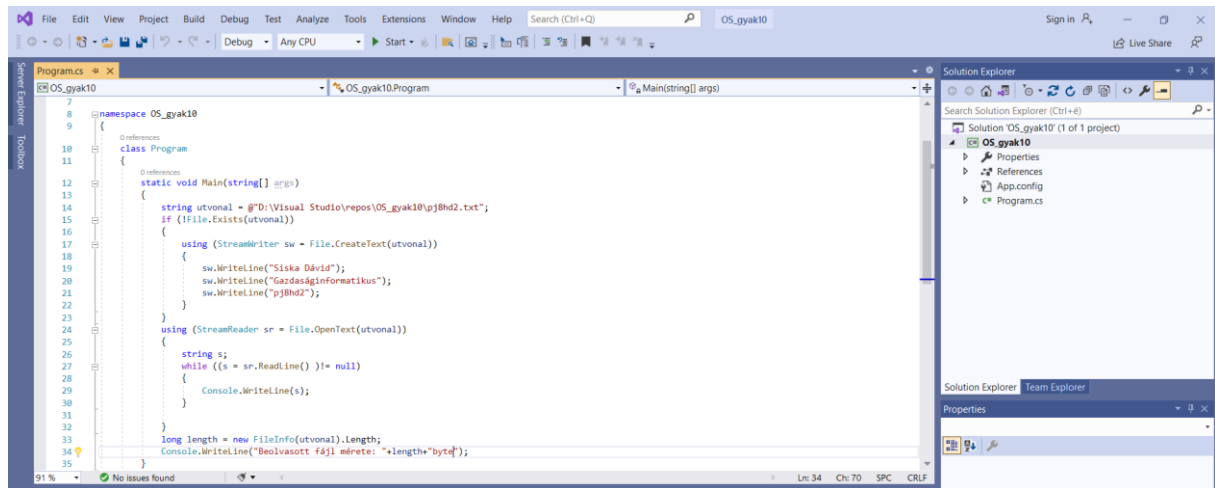 File Edit View Project Build Debug Test Analyze Tools Extensions Window Help Search (Ctrl+Q) OS_gyak10 Sign in
Debug Any CPU Start Live Share
Server Explorer
Toolbox
Program.cs
OS_gyak10 OS_gyak10.Program Main(string[] args)
7
8 namespace OS_gyak10
9 {
0 references
10 class Program
11 {
0 references
12 static void Main(string[] args)
13 {
14 string utvonal = @"D:\Visual Studio\repos\OS_gyak10\pj8hd2.txt";
15 if (!File.Exists(utvonal))
16 {
17 using (StreamWriter sw = File.CreateText(utvonal))
18 {
19 sw.WriteLine("Siska Dávid");
20 sw.WriteLine("Gazdaságinformatikus");
21 sw.WriteLine("pj8hd2");
22 }
23 }
24 using (StreamReader sr = File.OpenText(utvonal))
25 {
26 string s;
27 while ((s = sr.ReadLine() )!= null)
28 {
29 Console.WriteLine(s);
30 }
31
32 }
33 long length = new FileInfo(utvonal).Length;
34 Console.WriteLine("Beolvasott fájl mérete: "+length+"byte");
35 }
91 % No issues found Ln: 34 Ch: 70 SPC CRLF
Solution Explorer
Search Solution Explorer (Ctrl+é)
Solution 'OS_gyak10' (1 of 1 project)
C# OS_gyak10
Properties
References
App.config
C# Program.cs
Solution Explorer Team Explorer
Properties